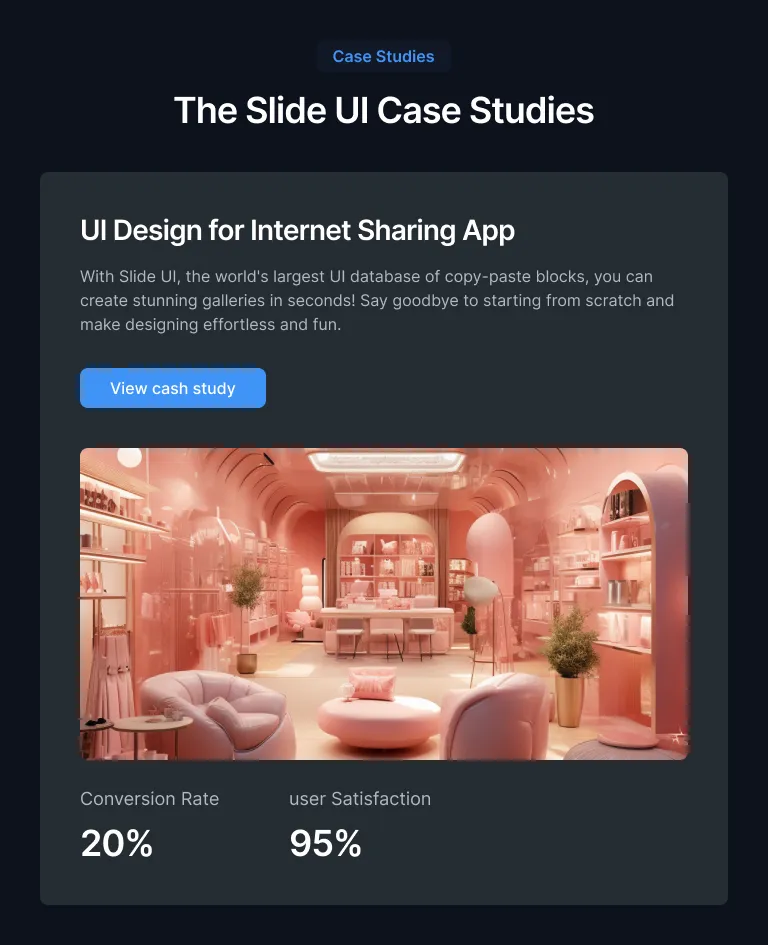 Case Studies
The Slide UI Case Studies
UI Design for Internet Sharing App
With Slide UI, the world's largest UI database of copy-paste blocks, you can
create stunning galleries in seconds! Say goodbye to starting from scratch and
make designing effortless and fun.
View cash study
Conversion Rate
user Satisfaction
20%
95%